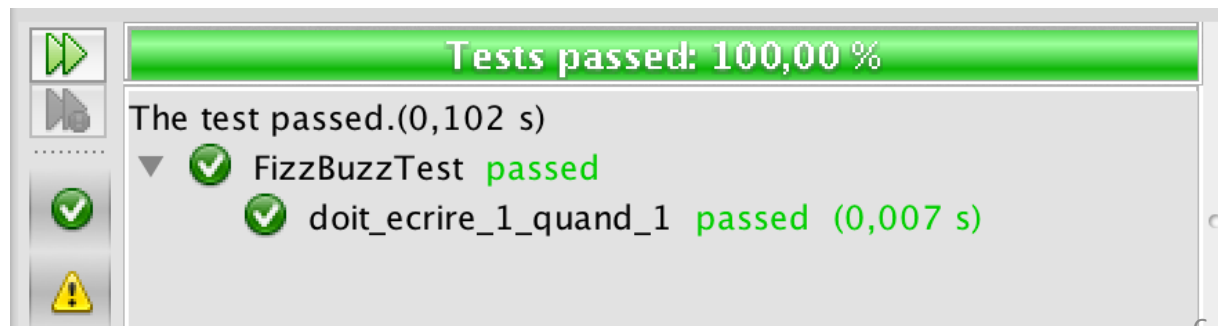 Tests passed: 100,00 %
The test passed.(0,102 s)
FizzBuzzTest passed
doit_ecrire_1_quand_1 passed (0,007 s)